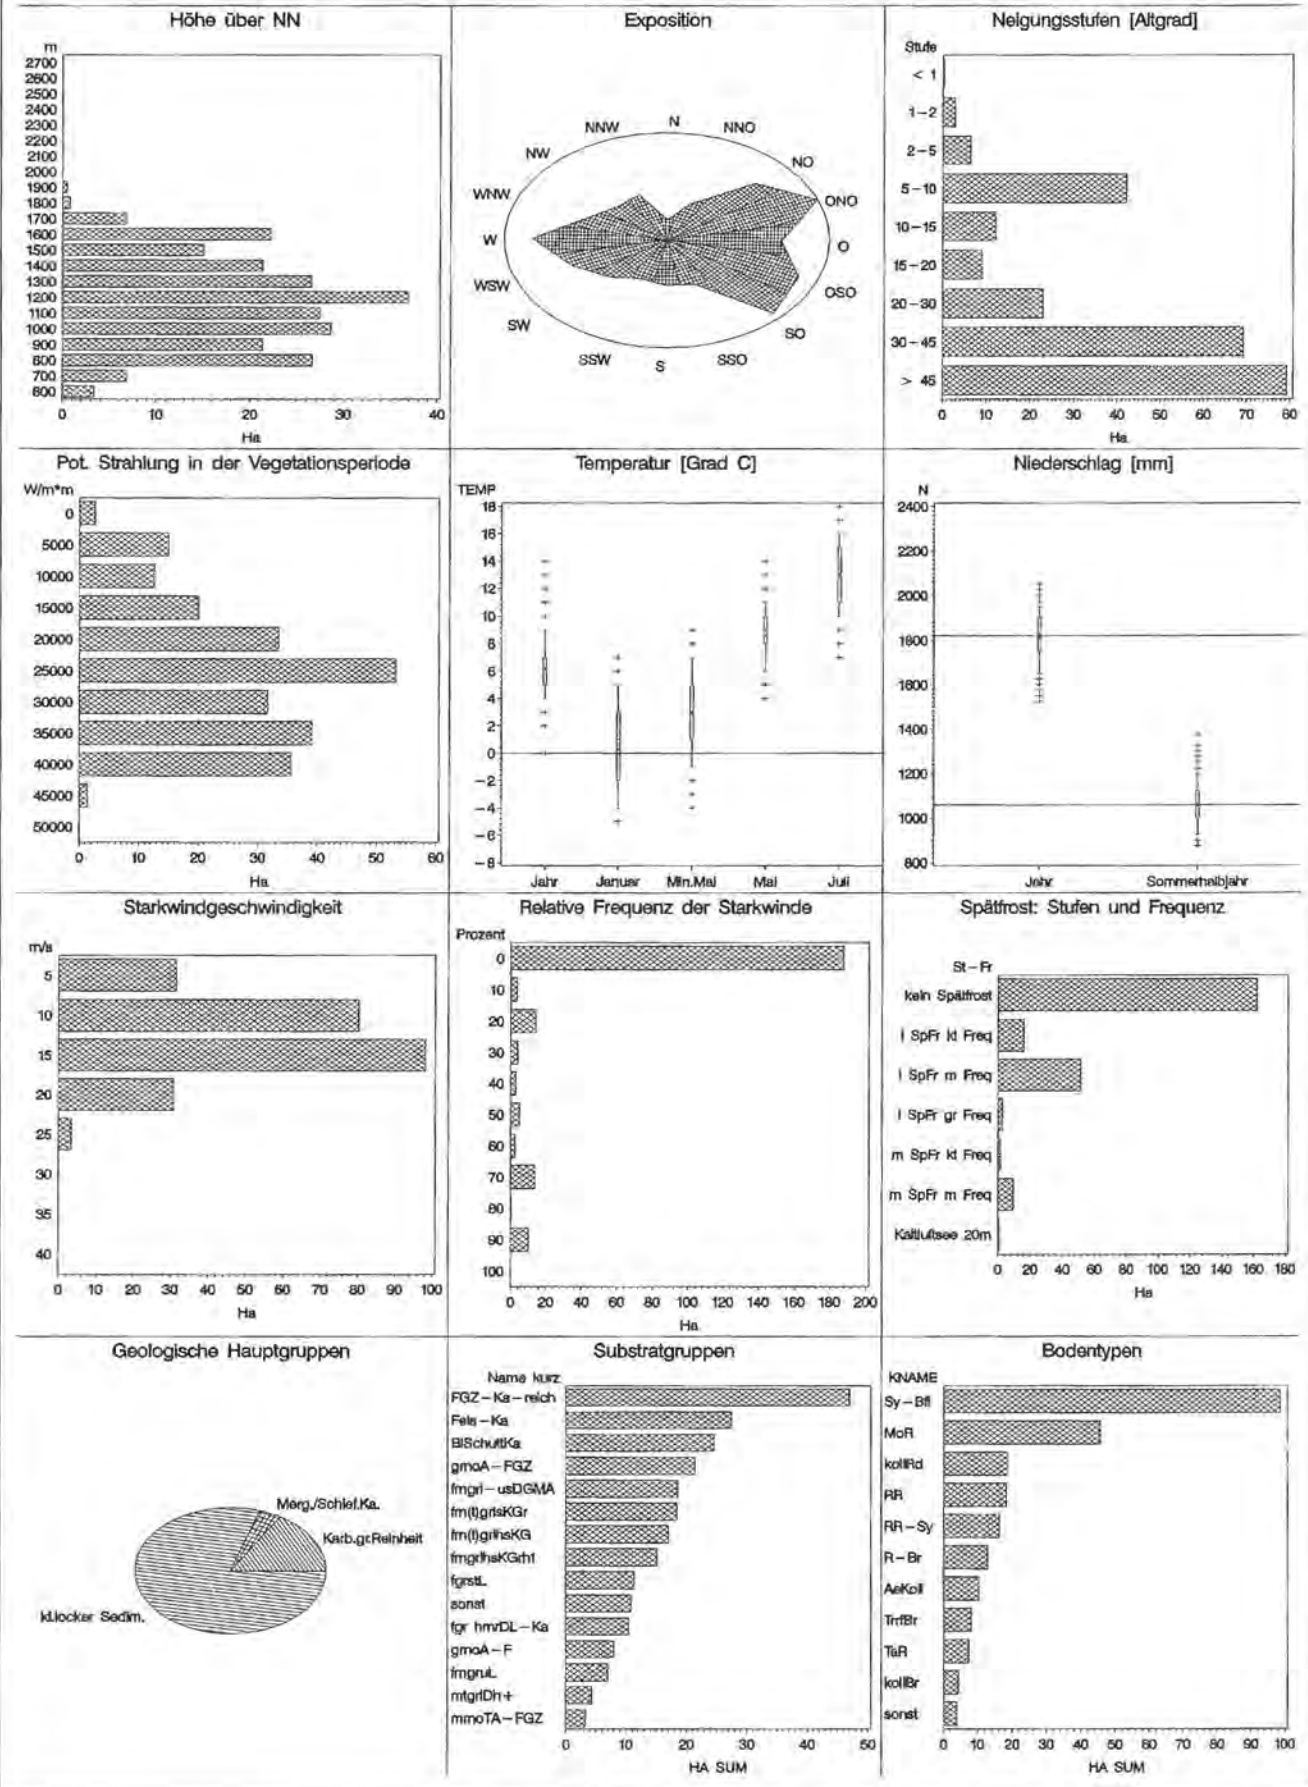 Höhe über NN
m
2700
2600
2500
2400
2300
2200
2100
2000
1900
1800
1700
1600
1500
1400
1300
1200
1100
1000
900
800
700
600
0 10 20 30 40
Ha
Exposition
N
NNO
NO
ONO
O
OSO
SO
SSO
S
SSW
SW
WSW
W
WNW
NW
NNW
Neigungsstufen [Altgrad]
Stufe
< 1
1-2
2-5
5-10
10-15
15-20
20-30
30-45
> 45
0 10 20 30 40 50 60 70 80
Ha
Pot. Strahlung in der Vegetationsperiode
W/m*m
0
5000
10000
15000
20000
25000
30000
35000
40000
45000
50000
0 10 20 30 40 50 60
Ha
Temperatur [Grad C]
TEMP
18
16
14
12
10
8
6
4
2
0
-2
-4
-6
-8
Jahr Januar Min.Mai Mai Juli
Niederschlag [mm]
N
2400
2200
2000
1800
1600
1400
1200
1000
800
Jahr Sommerhalbjahr
Starkwindgeschwindigkeit
m/s
5
10
15
20
25
30
35
40
0 10 20 30 40 50 60 70 80 90 100
Ha
Relative Frequenz der Starkwinde
Prozent
0
10
20
30
40
50
60
70
80
90
100
0 20 40 60 80 100 120 140 160 180 200
Ha
Spätfrost: Stufen und Frequenz
St-Fr
kein Spätfrost
l SpFr kl Freq
l SpFr m Freq
l SpFr gr Freq
m SpFr kl Freq
m SpFr m Freq
Kaltluftsee 20m
0 20 40 60 80 100 120 140 160 180
Ha
Geologische Hauptgruppen
Merg./Schief.Ka.
Karb.gr.Reinheit
kl.locker Sedim.
Substratgruppen
Name kurz
FGZ-Ka-reich
Fels-Ka
BlSchuttKa
gmoA-FGZ
fmgrl-usDGMA
fm(t)grlsKGr
fm(t)grlhsKG
fmgrlhsKGrht
fgrstL
sonst
fgr hmrDL-Ka
gmoA-F
fmgruL
mtgrlDh+
mmoTA-FGZ
0 10 20 30 40 50
HA SUM
Bodentypen
KNAME
Sy-Bfl
MoR
kollRd
RR
RR-Sy
R-Br
AeKoll
TrrfBr
TaR
kollBr
sonst
0 10 20 30 40 50 60 70 80 90 100
HA SUM